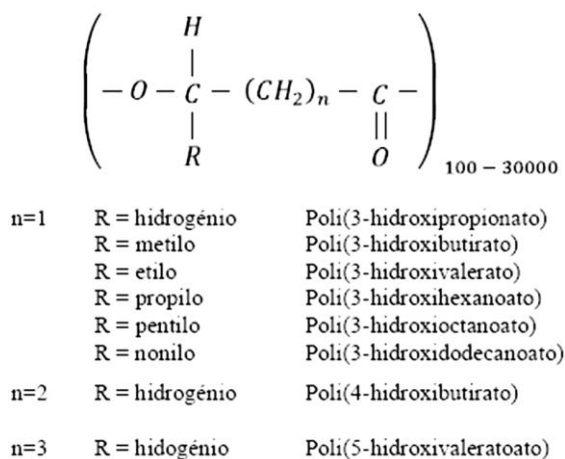 H
|
( – O – C – (CH₂)ₙ – C – )
| ||
R O
100 – 30000
n=1 R = hidrogénio Poli(3-hidroxipropionato)
R = metilo Poli(3-hidroxibutirato)
R = etilo Poli(3-hidroxivalerato)
R = propilo Poli(3-hidroxihexanoato)
R = pentilo Poli(3-hidroxioctanoato)
R = nonilo Poli(3-hidroxidodecanoato)
n=2 R = hidrogénio Poli(4-hidroxibutirato)
n=3 R = hidogénio Poli(5-hidroxivaleratoato)